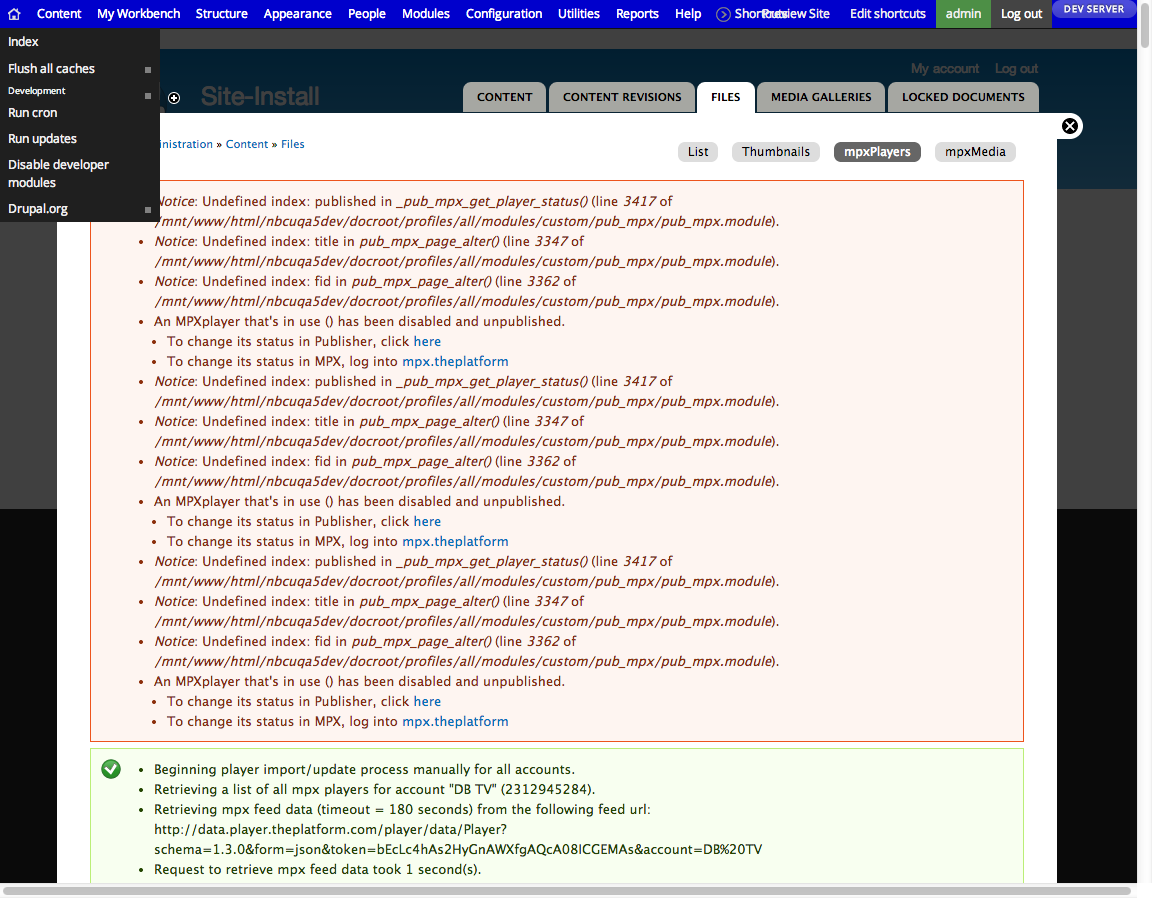 Content My Workbench Structure Appearance People Modules Configuration Utilities Reports Help Shortcuts Preview Site Edit shortcuts admin Log out DEV SERVER
Index
Flush all caches
Development
Run cron
Run updates
Disable developer
modules
Drupal.org
My account Log out
Site-Install
CONTENT CONTENT REVISIONS FILES MEDIA GALLERIES LOCKED DOCUMENTS
inistration » Content » Files
List Thumbnails mpxPlayers mpxMedia
Notice: Undefined index: published in _pub_mpx_get_player_status() (line 3417 of
/mnt/www/html/nbcuqa5dev/docroot/profiles/all/modules/custom/pub_mpx/pub_mpx.module).
• Notice: Undefined index: title in pub_mpx_page_alter() (line 3347 of
/mnt/www/html/nbcuqa5dev/docroot/profiles/all/modules/custom/pub_mpx/pub_mpx.module).
• Notice: Undefined index: fid in pub_mpx_page_alter() (line 3362 of
/mnt/www/html/nbcuqa5dev/docroot/profiles/all/modules/custom/pub_mpx/pub_mpx.module).
• An MPXplayer that's in use () has been disabled and unpublished.
• To change its status in Publisher, click here
• To change its status in MPX, log into mpx.theplatform
• Notice: Undefined index: published in _pub_mpx_get_player_status() (line 3417 of
/mnt/www/html/nbcuqa5dev/docroot/profiles/all/modules/custom/pub_mpx/pub_mpx.module).
• Notice: Undefined index: title in pub_mpx_page_alter() (line 3347 of
/mnt/www/html/nbcuqa5dev/docroot/profiles/all/modules/custom/pub_mpx/pub_mpx.module).
• Notice: Undefined index: fid in pub_mpx_page_alter() (line 3362 of
/mnt/www/html/nbcuqa5dev/docroot/profiles/all/modules/custom/pub_mpx/pub_mpx.module).
• An MPXplayer that's in use () has been disabled and unpublished.
• To change its status in Publisher, click here
• To change its status in MPX, log into mpx.theplatform
• Notice: Undefined index: published in _pub_mpx_get_player_status() (line 3417 of
/mnt/www/html/nbcuqa5dev/docroot/profiles/all/modules/custom/pub_mpx/pub_mpx.module).
• Notice: Undefined index: title in pub_mpx_page_alter() (line 3347 of
/mnt/www/html/nbcuqa5dev/docroot/profiles/all/modules/custom/pub_mpx/pub_mpx.module).
• Notice: Undefined index: fid in pub_mpx_page_alter() (line 3362 of
/mnt/www/html/nbcuqa5dev/docroot/profiles/all/modules/custom/pub_mpx/pub_mpx.module).
• An MPXplayer that's in use () has been disabled and unpublished.
• To change its status in Publisher, click here
• To change its status in MPX, log into mpx.theplatform
• Beginning player import/update process manually for all accounts.
• Retrieving a list of all mpx players for account "DB TV" (2312945284).
• Retrieving mpx feed data (timeout = 180 seconds) from the following feed url:
http://data.player.theplatform.com/player/data/Player?
schema=1.3.0&form=json&token=bEcLc4hAs2HyGnAWXfgAQcA08ICGEMAs&account=DB%20TV
• Request to retrieve mpx feed data took 1 second(s).